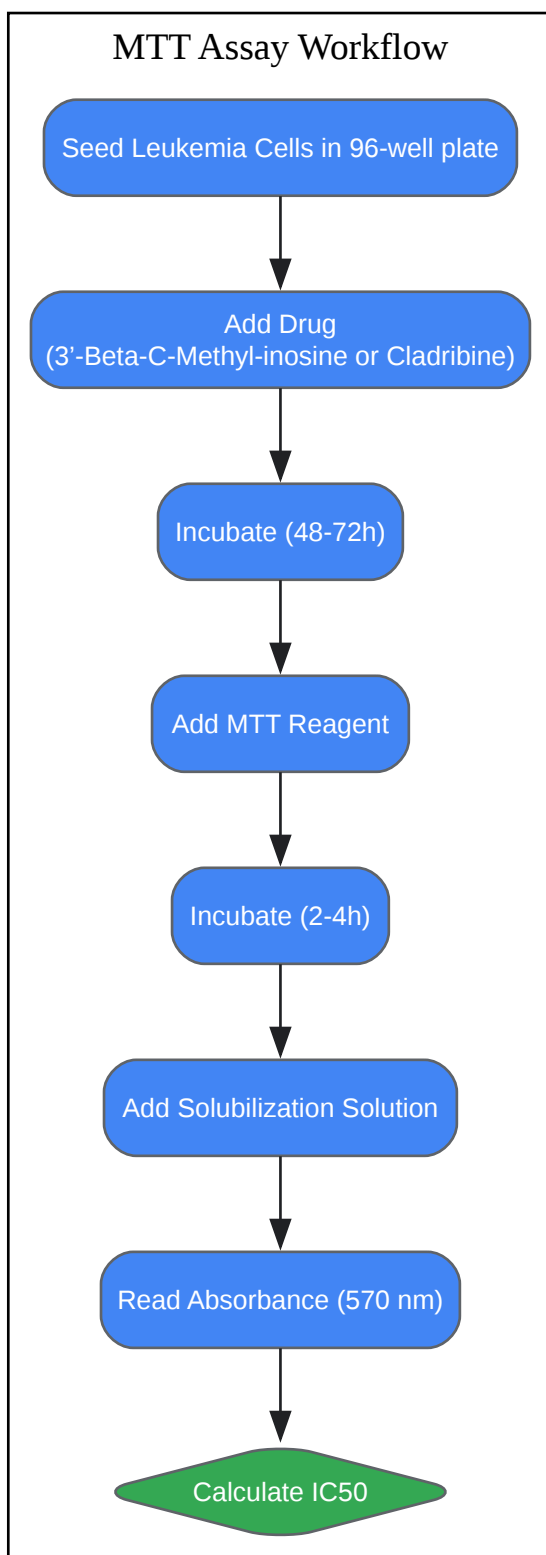 MTT Assay Workflow
Seed Leukemia Cells in 96-well plate
Add Drug
(3’-Beta-C-Methyl-inosine or Cladribine)
Incubate (48-72h)
Add MTT Reagent
Incubate (2-4h)
Add Solubilization Solution
Read Absorbance (570 nm)
Calculate IC50